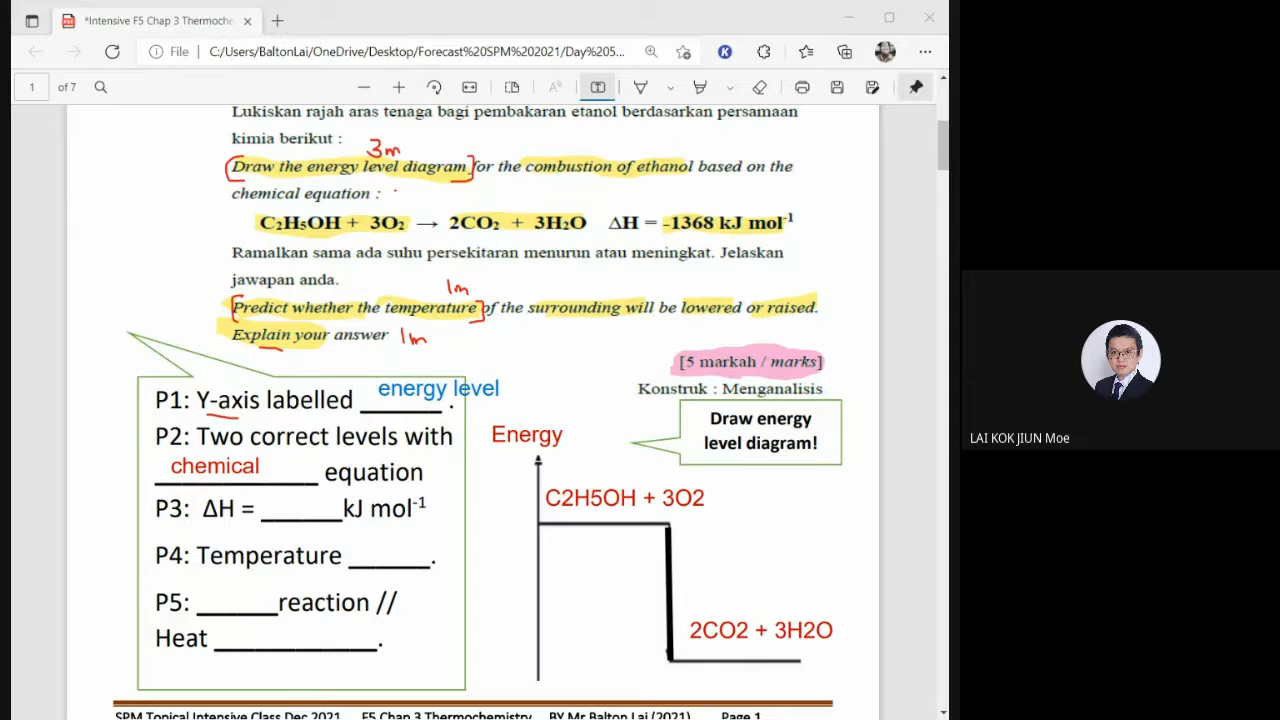 *Intensive F5 Chap 3 Thermoche
File
C:/Users/BaltonLai/OneDrive/Desktop/Forecast%20SPM%202021/Day%205...
1 of 7
Lukiskan rajah aras tenaga bagi pembakaran etanol berdasarkan persamaan
kimia berikut :
3m
Draw the energy level diagram for the combustion of ethanol based on the
chemical equation :
C₂H₅OH + 3O₂ → 2CO₂ + 3H₂O ΔH = -1368 kJ mol⁻¹
Ramalkan sama ada suhu persekitaran menurun atau meningkat. Jelaskan
jawapan anda.
1m
Predict whether the temperature of the surrounding will be lowered or raised.
Explain your answer 1m
[5 markah / marks]
Konstruk : Menganalisis
P1: Y-axis labelled energy level .
P2: Two correct levels with
chemical equation
P3: ΔH = ______kJ mol⁻¹
P4: Temperature ______.
P5: ______reaction //
Heat ____________.
Draw energy
level diagram!
Energy
C2H5OH + 3O2
2CO2 + 3H2O
SPM Topical Intensive Class Dec 2021 F5 Chap 3 Thermochemistry BY Mr Balton Lai (2021) Page 1
LAI KOK JIUN Moe